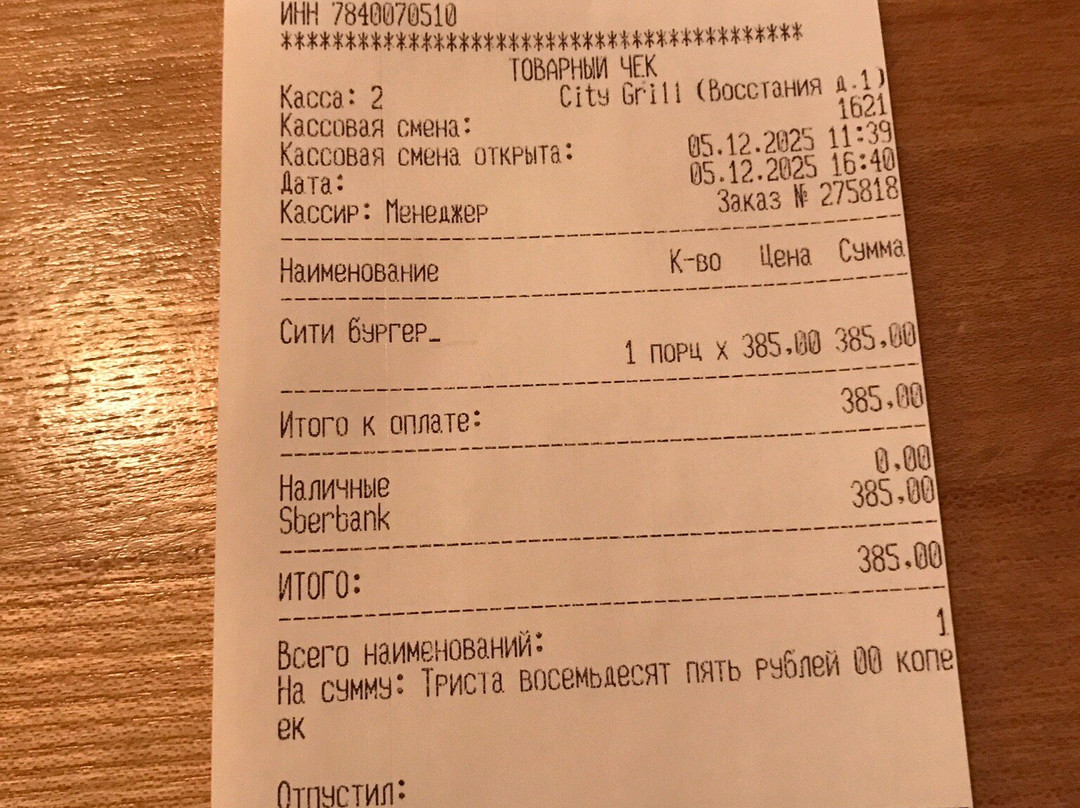 ИНН 7840070510
****************************************
ТОВАРНЫЙ ЧЕК
Касса: 2 City Grill (Восстания д.1)
Кассовая смена: 1621
Кассовая смена открыта: 05.12.2025 11:39
Дата: 05.12.2025 16:40
Кассир: Менеджер Заказ № 275818
Наименование К-во Цена Сумма
Сити бургер_
1 порц x 385,00 385,00
Итого к оплате: 385,00
Наличные 0,00
Sberbank 385,00
ИТОГО: 385,00
Всего наименований: 1
На сумму: Триста восемьдесят пять рублей 00 копе
ек
Отпустил: